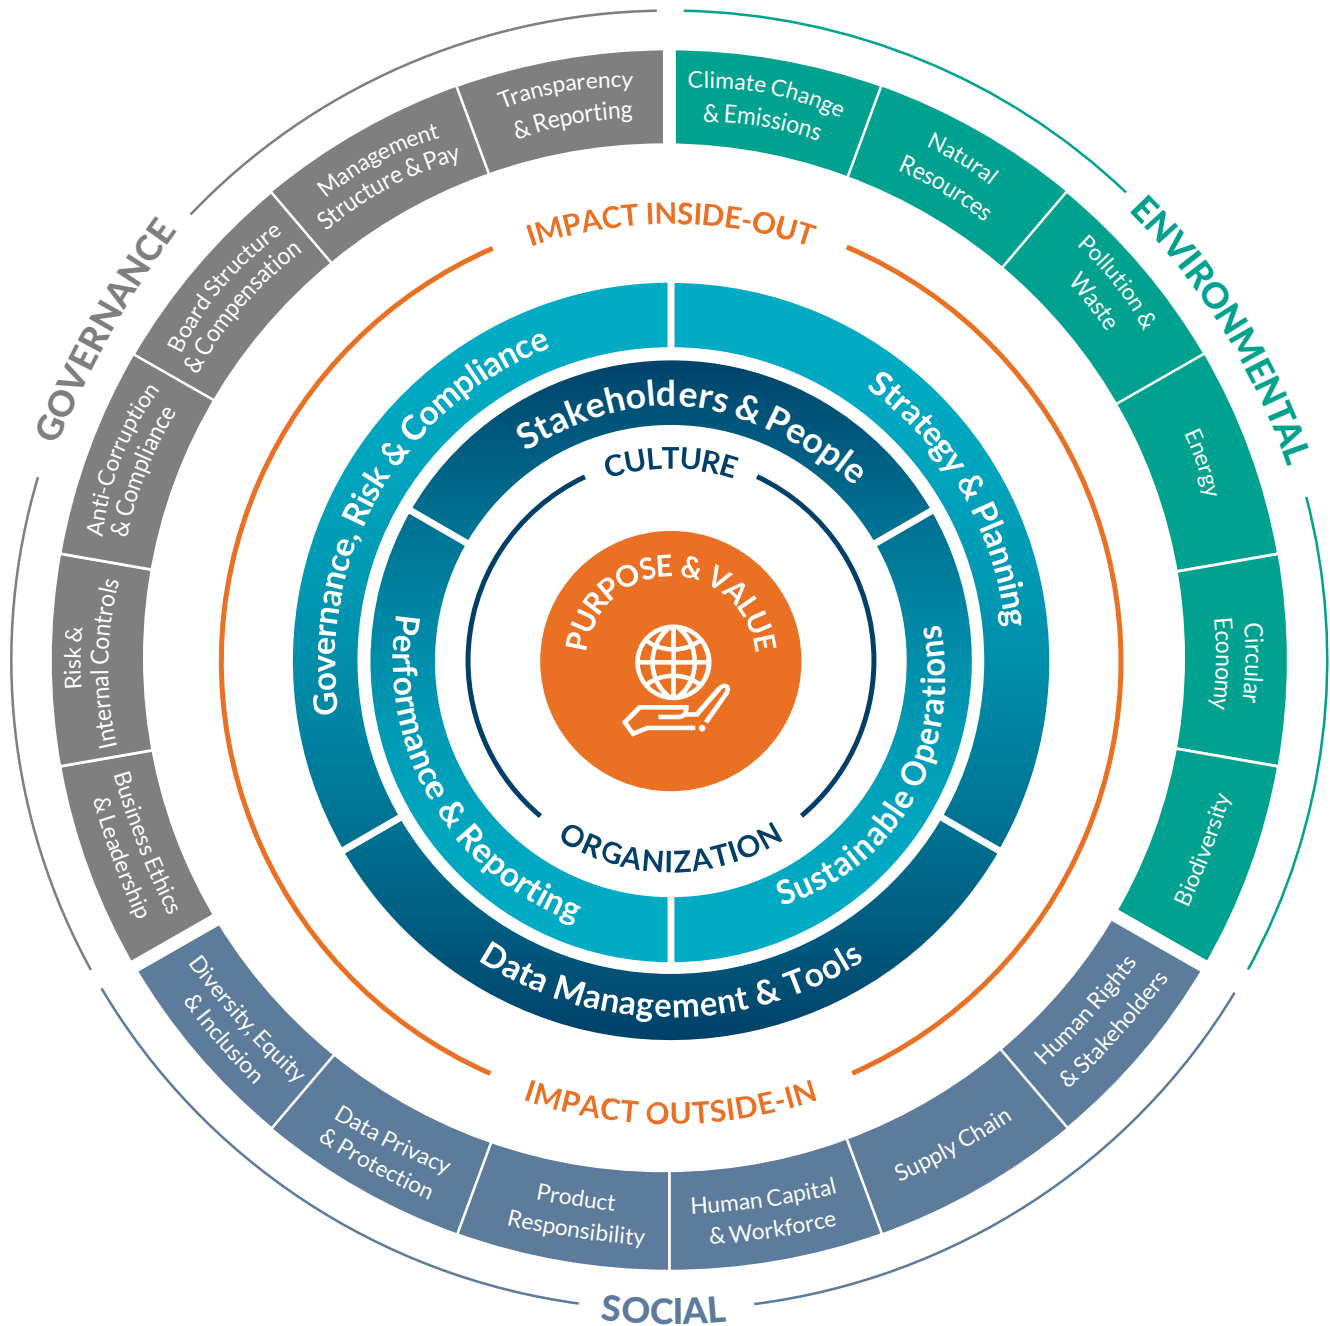 GOVERNANCE
ENVIRONMENTAL
SOCIAL
Transparency
& Reporting
Management
Structure & Pay
Board Structure
& Compensation
Anti-Corruption
& Compliance
Risk &
Internal Controls
Business Ethics
& Leadership
Climate Change
& Emissions
Natural
Resources
Pollution &
Waste
Energy
Circular
Economy
Biodiversity
Human Rights
& Stakeholders
Supply Chain
Human Capital
& Workforce
Product
Responsibility
Data Privacy
& Protection
Diversity, Equity
& Inclusion
IMPACT INSIDE-OUT
IMPACT OUTSIDE-IN
Governance, Risk & Compliance
Strategy & Planning
Data Management & Tools
Stakeholders & People
Sustainable Operations
Performance & Reporting
CULTURE
ORGANIZATION
PURPOSE & VALUE